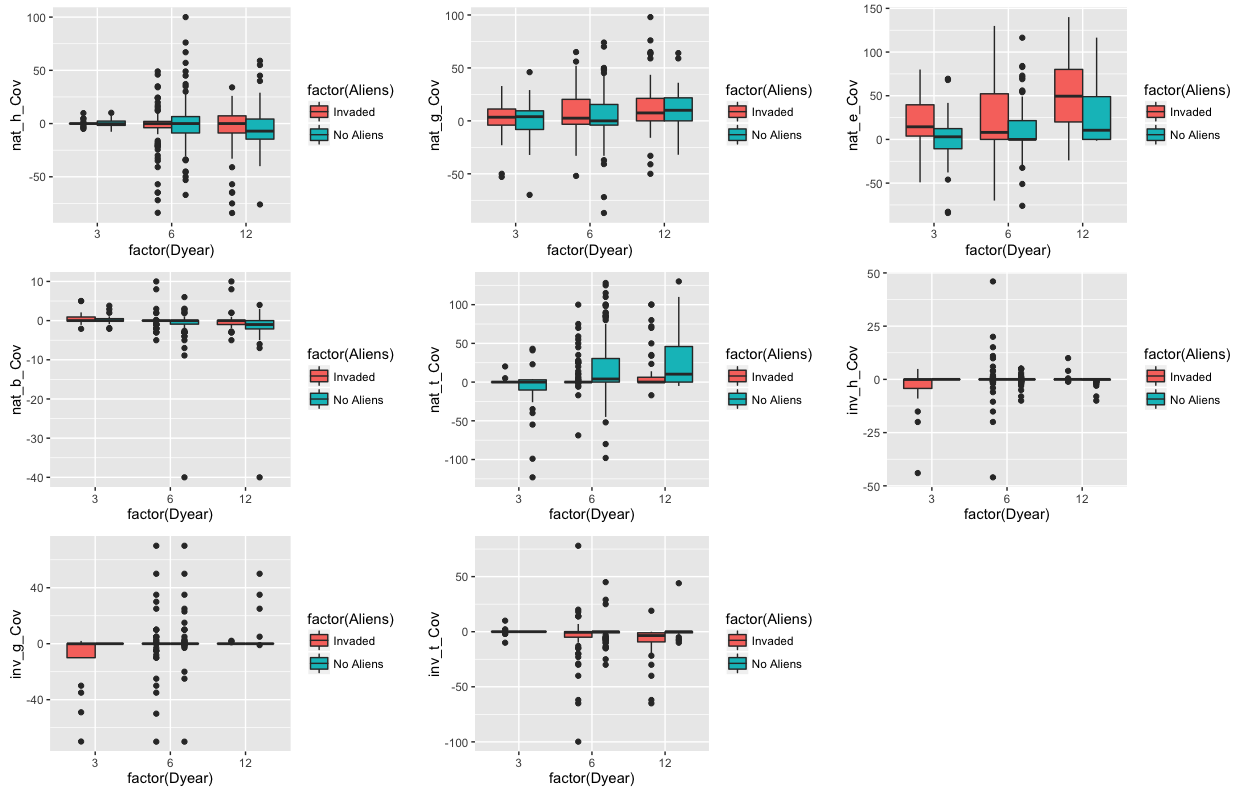 nat_h_Cov
100
50
0
-50
3
6
12
factor(Dyear)
factor(Aliens)
Invaded
No Aliens
nat_g_Cov
100
50
0
-50
3
6
12
factor(Dyear)
factor(Aliens)
Invaded
No Aliens
nat_e_Cov
150
100
50
0
-50
3
6
12
factor(Dyear)
factor(Aliens)
Invaded
No Aliens
nat_b_Cov
10
0
-10
-20
-30
-40
3
6
12
factor(Dyear)
factor(Aliens)
Invaded
No Aliens
nat_t_Cov
100
50
0
-50
-100
3
6
12
factor(Dyear)
factor(Aliens)
Invaded
No Aliens
inv_h_Cov
50
25
0
-25
-50
3
6
12
factor(Dyear)
factor(Aliens)
Invaded
No Aliens
inv_g_Cov
40
0
-40
3
6
12
factor(Dyear)
factor(Aliens)
Invaded
No Aliens
inv_t_Cov
50
0
-50
-100
3
6
12
factor(Dyear)
factor(Aliens)
Invaded
No Aliens